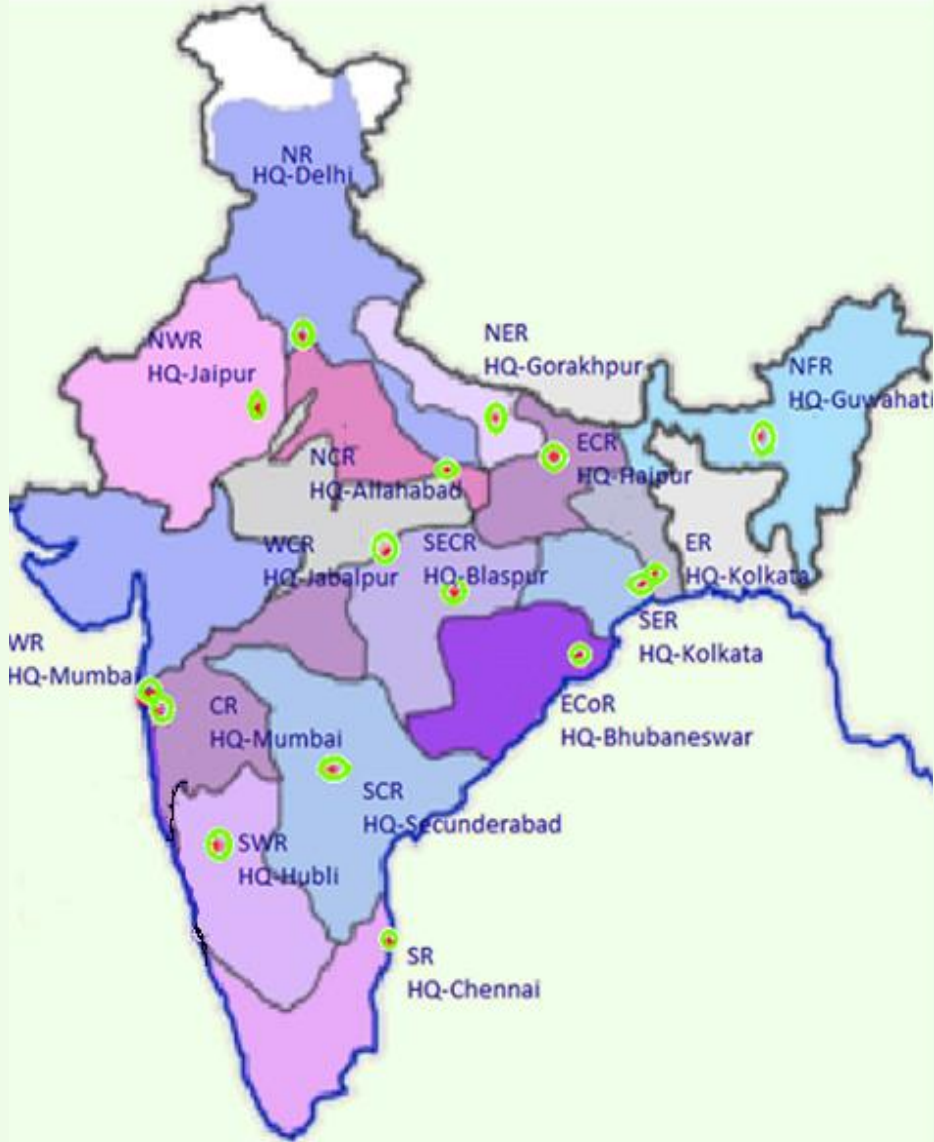 NR
HQ-Delhi
NWR
HQ-Jaipur
NER
HQ-Gorakhpur
NFR
HQ-Guwahati
NCR
HQ-Allahabad
ECR
HQ-Hajpur
WCR
HQ-Jabalpur
SECR
HQ-Blaspur
ER
HQ-Kolkata
SER
HQ-Kolkata
WR
HQ-Mumbai
CR
HQ-Mumbai
ECoR
HQ-Bhubaneswar
SCR
HQ-Secunderabad
SWR
HQ-Hubli
SR
HQ-Chennai